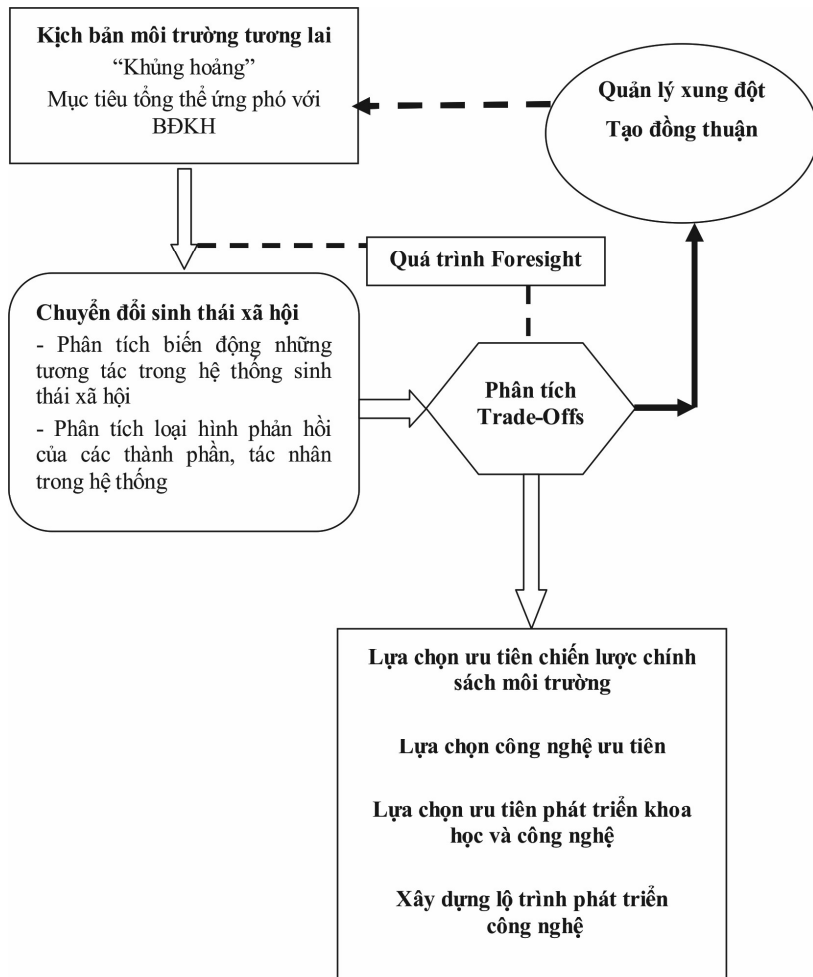 Kịch bản môi trường tương lai
“Khủng hoảng”
Mục tiêu tổng thể ứng phó với
BĐKH
Quản lý xung đột
Tạo đồng thuận
Quá trình Foresight
Chuyển đổi sinh thái xã hội
- Phân tích biến động những
tương tác trong hệ thống sinh
thái xã hội
- Phân tích loại hình phản hồi
của các thành phần, tác nhân
trong hệ thống
Phân tích
Trade-Offs
Lựa chọn ưu tiên chiến lược chính
sách môi trường
Lựa chọn công nghệ ưu tiên
Lựa chọn ưu tiên phát triển khoa
học và công nghệ
Xây dựng lộ trình phát triển
công nghệ